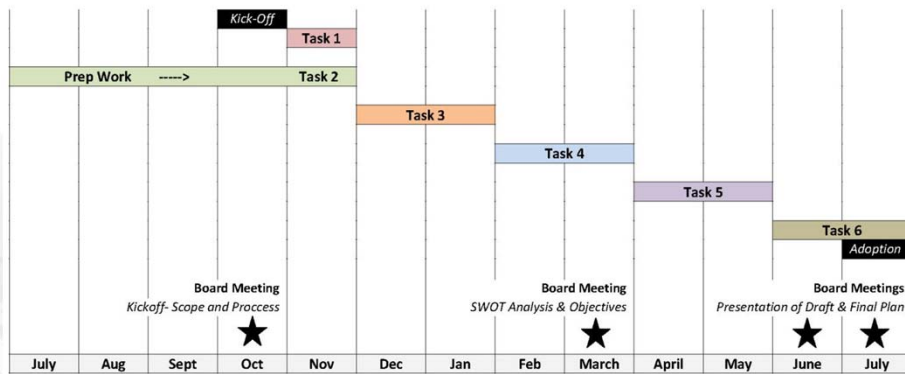 Kick-Off
Task 1
Prep Work -----> Task 2
Task 3
Task 4
Task 5
Task 6
Adoption
Board Meeting
Kickoff- Scope and Proccess
Board Meeting
SWOT Analysis & Objectives
Board Meetings
Presentation of Draft & Final Plan
July Aug Sept Oct Nov Dec Jan Feb March April May June July